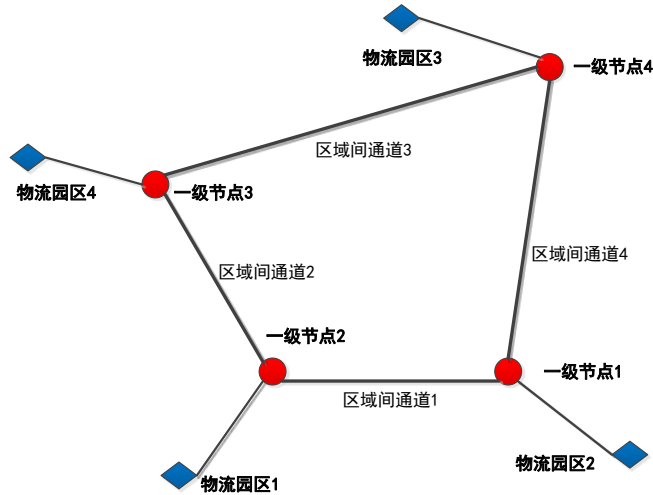 物流园区3
一级节点4
区域间通道3
物流园区4
一级节点3
区域间通道4
区域间通道2
一级节点2
一级节点1
区域间通道1
物流园区2
物流园区1